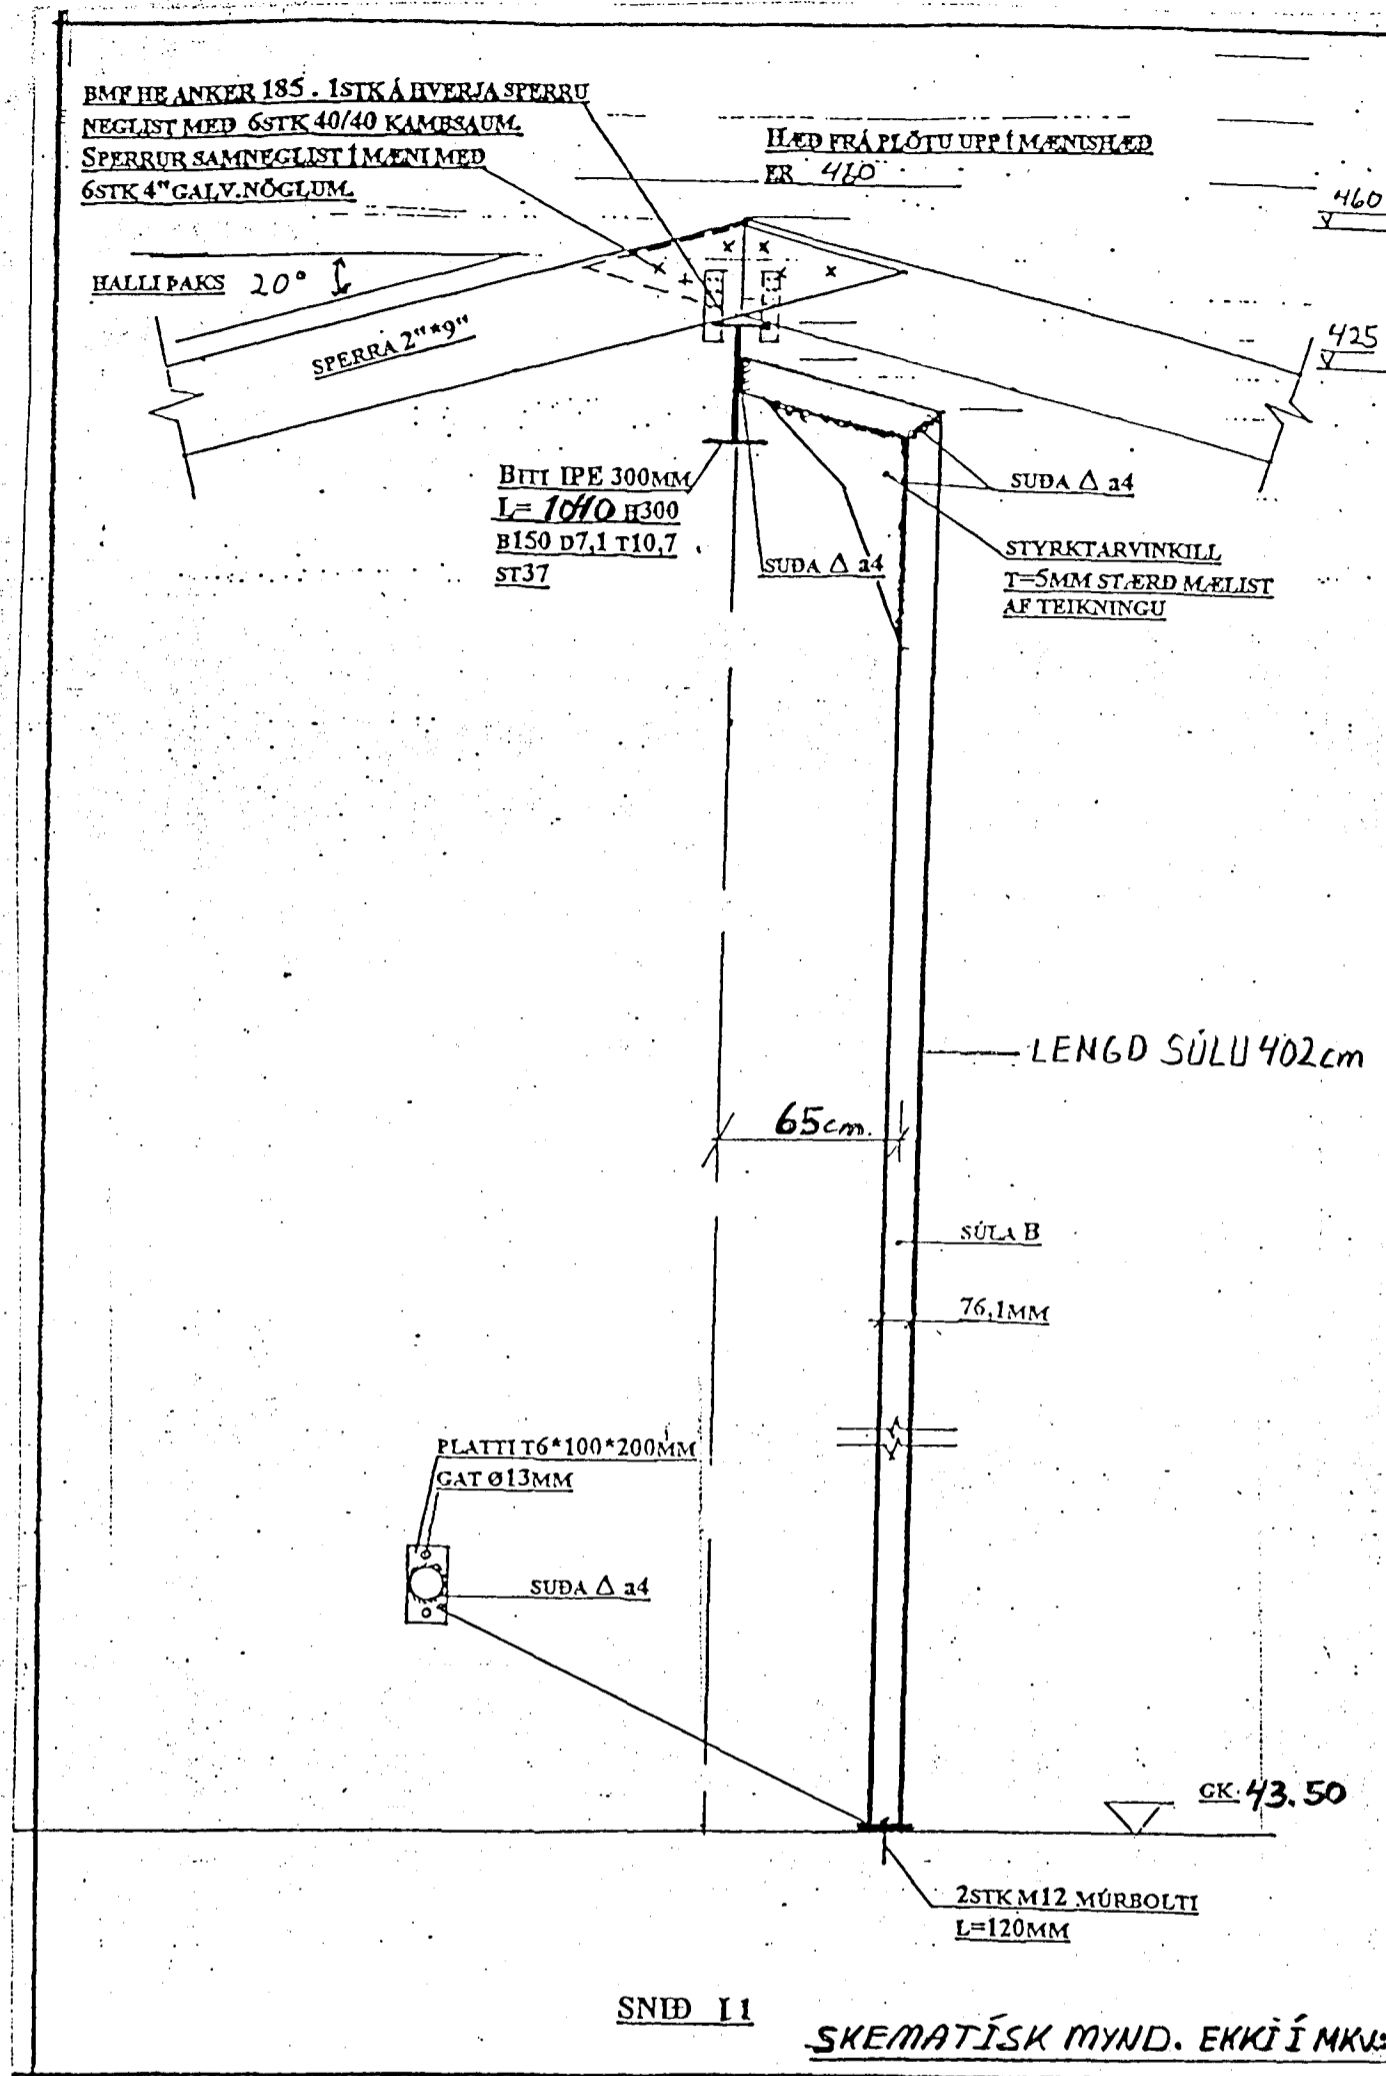 BMF HE ANKER 185. 1STK Á HVERJA SPERRU
NEGLIST MEÐ 6STK 40/40 KAMBSAUM.
SPERRUR SAMNEGLIST Í MÆNI MEÐ
6STK 4" GALV.NÖGLUM.
HÆÐ FRÁ PLÖTU UPP Í MÆNISHÆÐ
ER 460
460
HALLI ÞAKS 20°
SPERRA 2"*9"
425
BITI IPE 300MM
L= 1040 H300
B150 D7,1 T10,7
ST37
SUÐA △ a4
SUÐA △ a4
STYRKTARVINKILL
T=5MM STÆRÐ MÆLIST
AF TEIKNINGU
LENGD SÚLU 402cm
65cm.
SÚLA B
76,1MM
PLATTI T6*100*200MM
GAT Ø13MM
SUÐA △ a4
GK. 43.50
2STK M12 MÚRBOLTI
L=120MM
SNIÐ I1
SKEMATÍSK MYND. EKKI Í MKV.